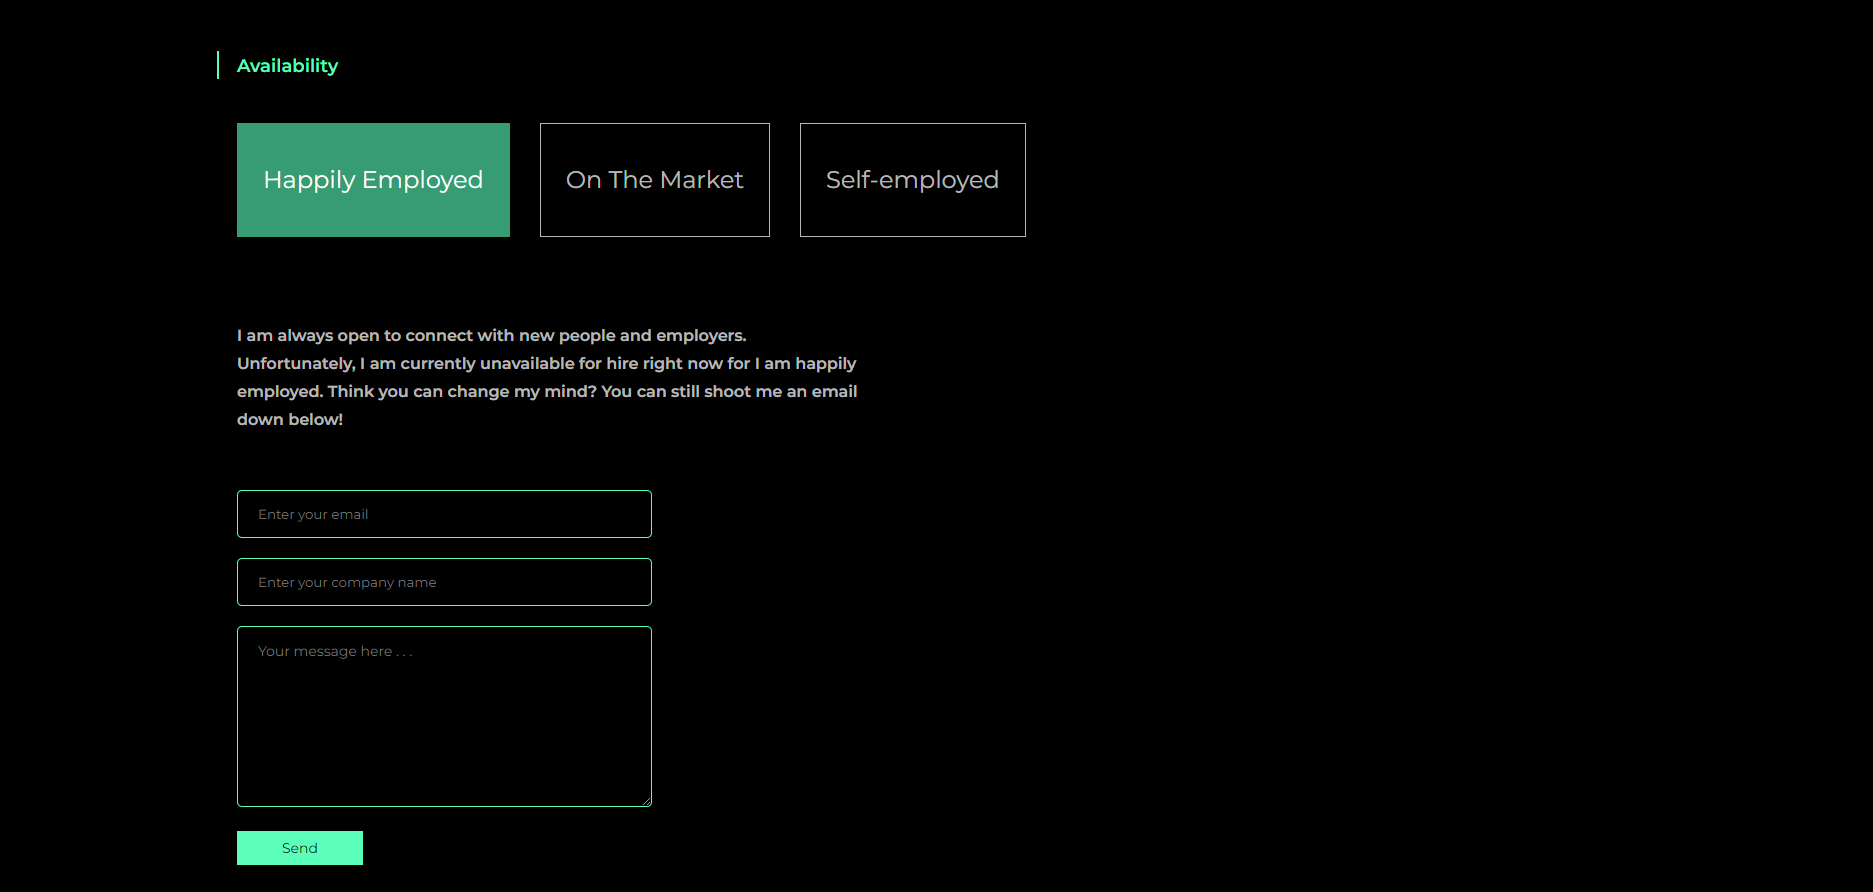 Availability
Happily Employed
On The Market
Self-employed
I am always open to connect with new people and employers.
Unfortunately, I am currently unavailable for hire right now for I am happily
employed. Think you can change my mind? You can still shoot me an email
down below!
Enter your email
Enter your company name
Your message here . . .
Send